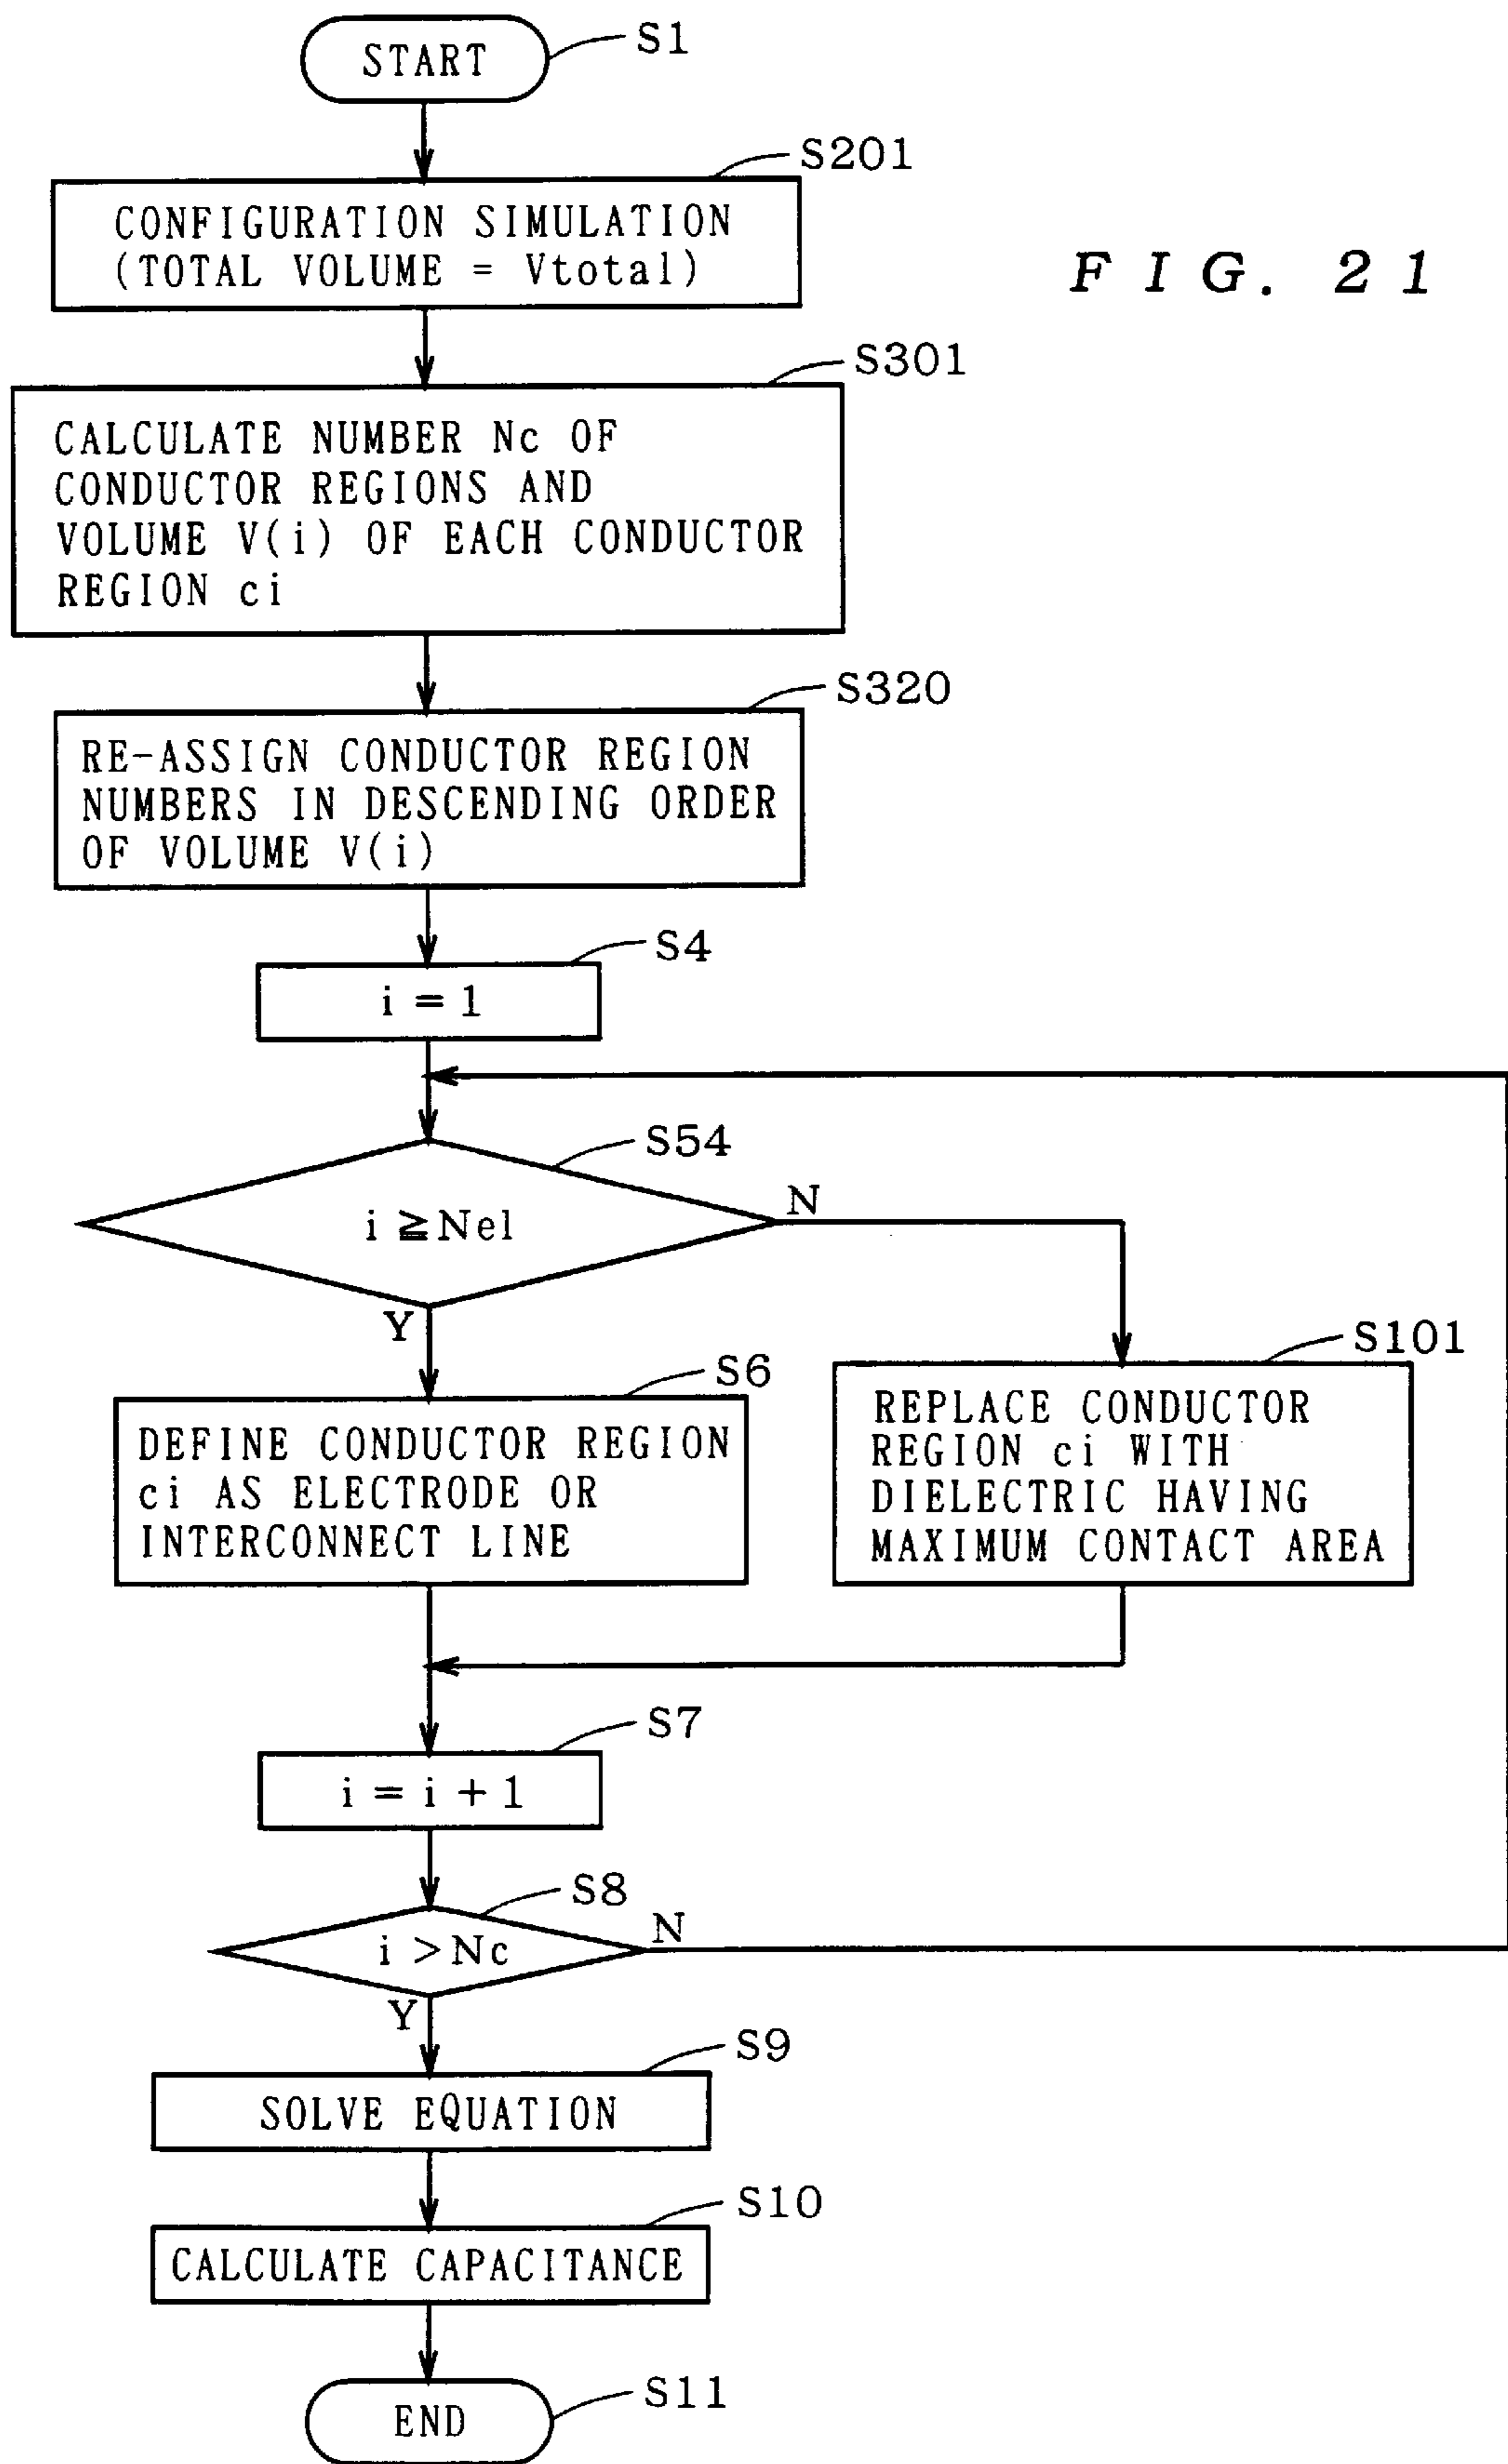 START
S1
S201
CONFIGURATION SIMULATION
(TOTAL VOLUME = Vtotal)
FIG. 21
S301
CALCULATE NUMBER Nc OF
CONDUCTOR REGIONS AND
VOLUME V(i) OF EACH CONDUCTOR
REGION ci
S320
RE-ASSIGN CONDUCTOR REGION
NUMBERS IN DESCENDING ORDER
OF VOLUME V(i)
S4
i = 1
S54
i ≧ Nel
N
Y
S6
DEFINE CONDUCTOR REGION
ci AS ELECTRODE OR
INTERCONNECT LINE
S101
REPLACE CONDUCTOR
REGION ci WITH
DIELECTRIC HAVING
MAXIMUM CONTACT AREA
S7
i = i + 1
S8
i > Nc
N
Y
S9
SOLVE EQUATION
S10
CALCULATE CAPACITANCE
S11
END